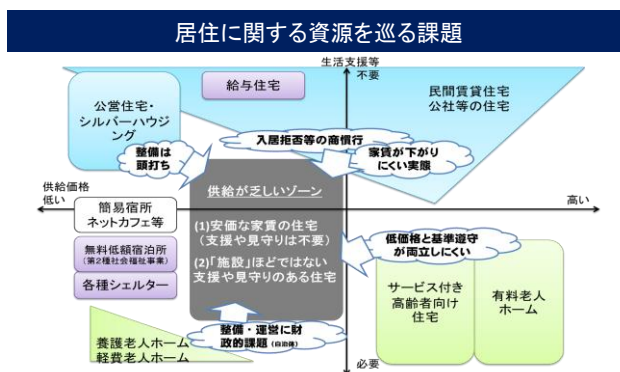 居住に関する資源を巡る課題
生活支援等
不要
給与住宅
民間賃貸住宅
公社等の住宅
公営住宅・
シルバーハウジ
ング
入居拒否等の商慣行
整備は
頭打ち
家賃が下がり
にくい実態
供給価格
低い
高い
供給が乏しいゾーン
(1)安価な家賃の住宅
（支援や見守りは不要）
(2)「施設」ほどではない
支援や見守りのある住宅
簡易宿所
ネットカフェ等
無料低額宿泊所
(第2種社会福祉事業)
各種シェルター
低価格と基準遵守
が両立しにくい
サービス付き
高齢者向け
住宅
有料老人
ホーム
整備・運営に財
政的課題(自治体)
養護老人ホーム
軽費老人ホーム
必要